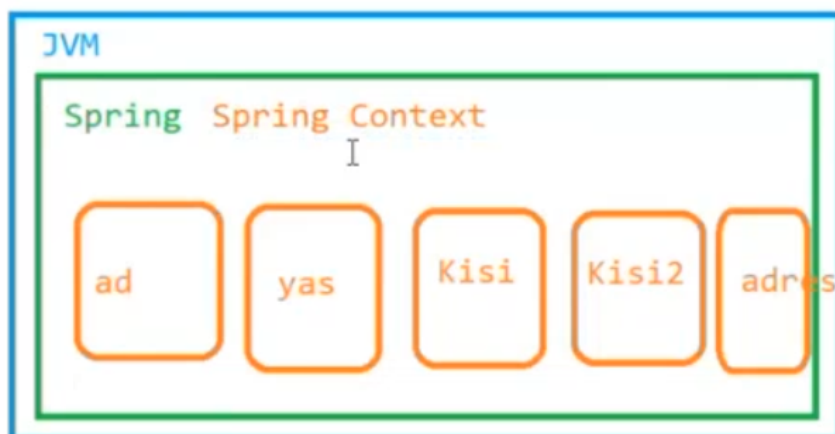 JVM
Spring Spring Context
ad
yas
Kisi
Kisi2
adres